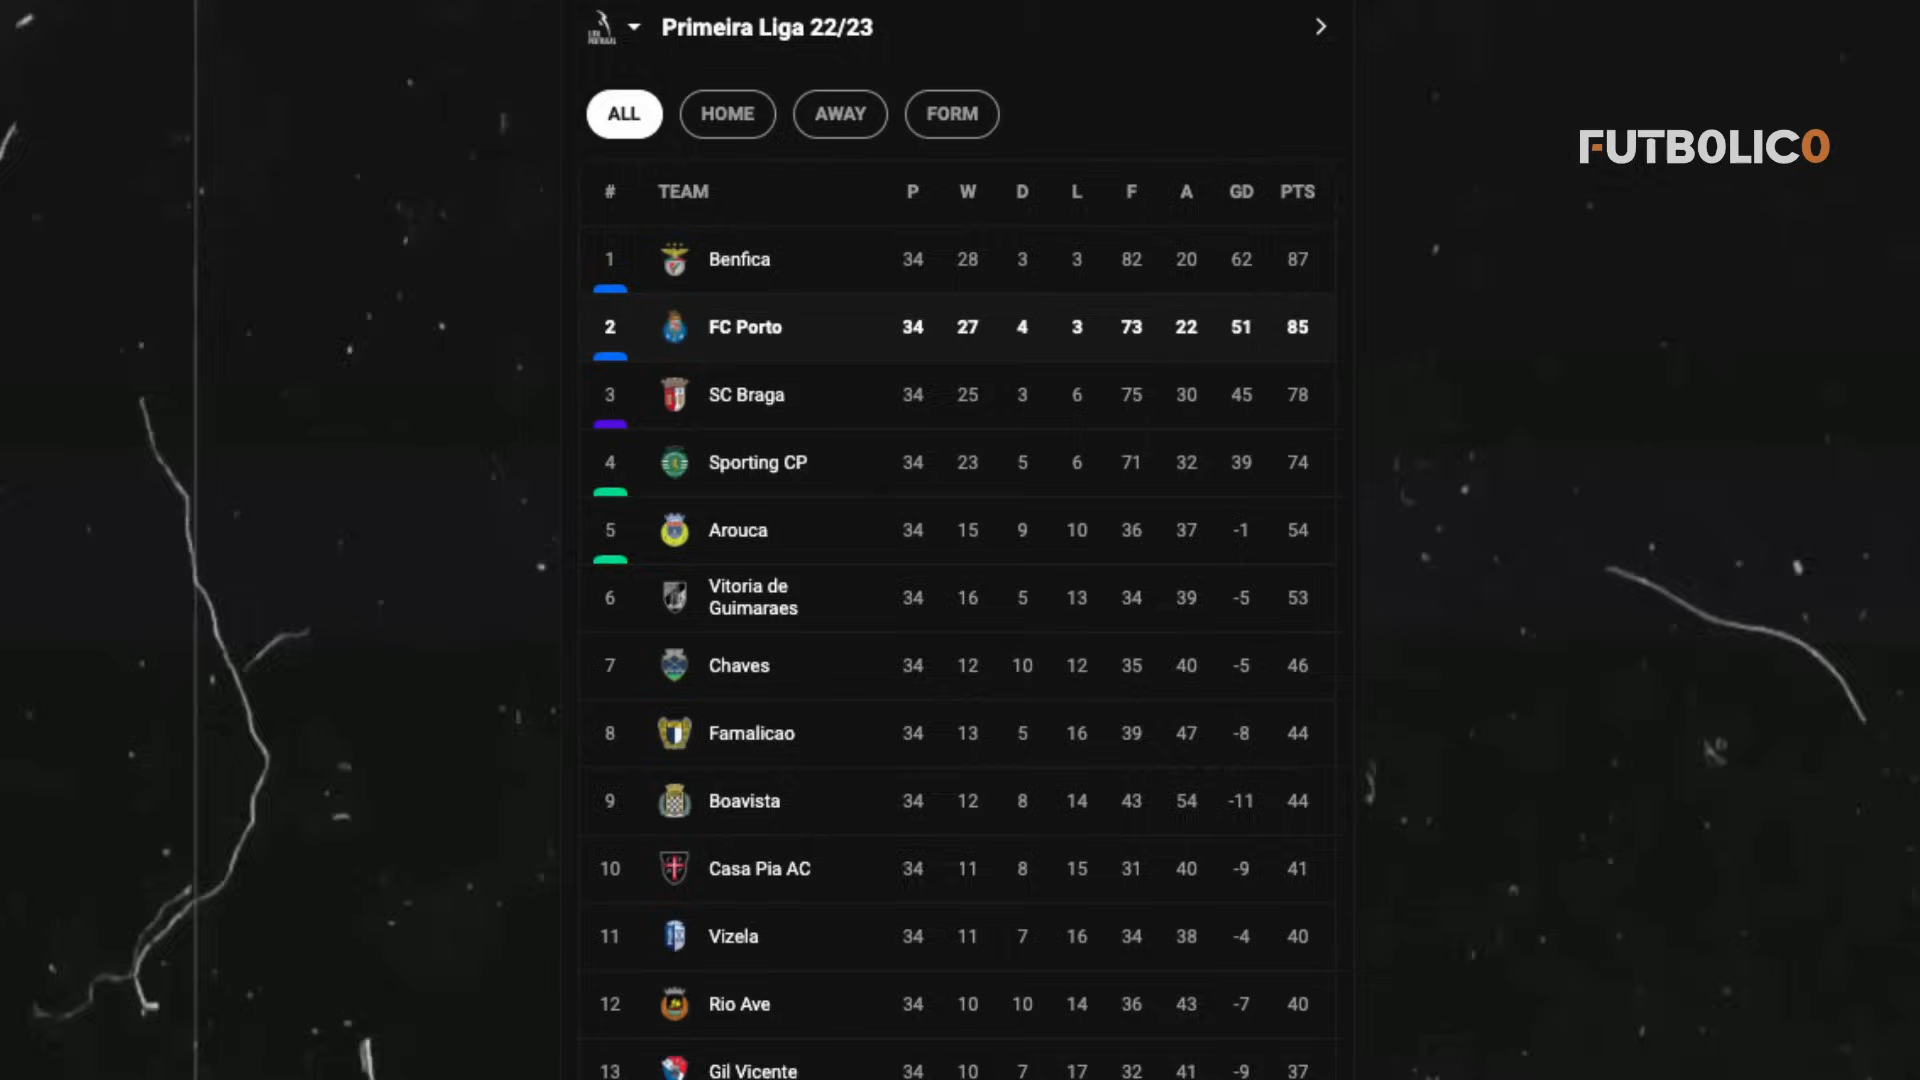 Primeira Liga 22/23
ALL HOME AWAY FORM
FUTB0LIC0
# TEAM P W D L F A GD PTS
1 Benfica 34 28 3 3 82 20 62 87
2 FC Porto 34 27 4 3 73 22 51 85
3 SC Braga 34 25 3 6 75 30 45 78
4 Sporting CP 34 23 5 6 71 32 39 74
5 Arouca 34 15 9 10 36 37 -1 54
6 Vitoria de
Guimaraes 34 16 5 13 34 39 -5 53
7 Chaves 34 12 10 12 35 40 -5 46
8 Famalicao 34 13 5 16 39 47 -8 44
9 Boavista 34 12 8 14 43 54 -11 44
10 Casa Pia AC 34 11 8 15 31 40 -9 41
11 Vizela 34 11 7 16 34 38 -4 40
12 Rio Ave 34 10 10 14 36 43 -7 40
13 Gil Vicente 34 10 7 17 32 41 -9 37